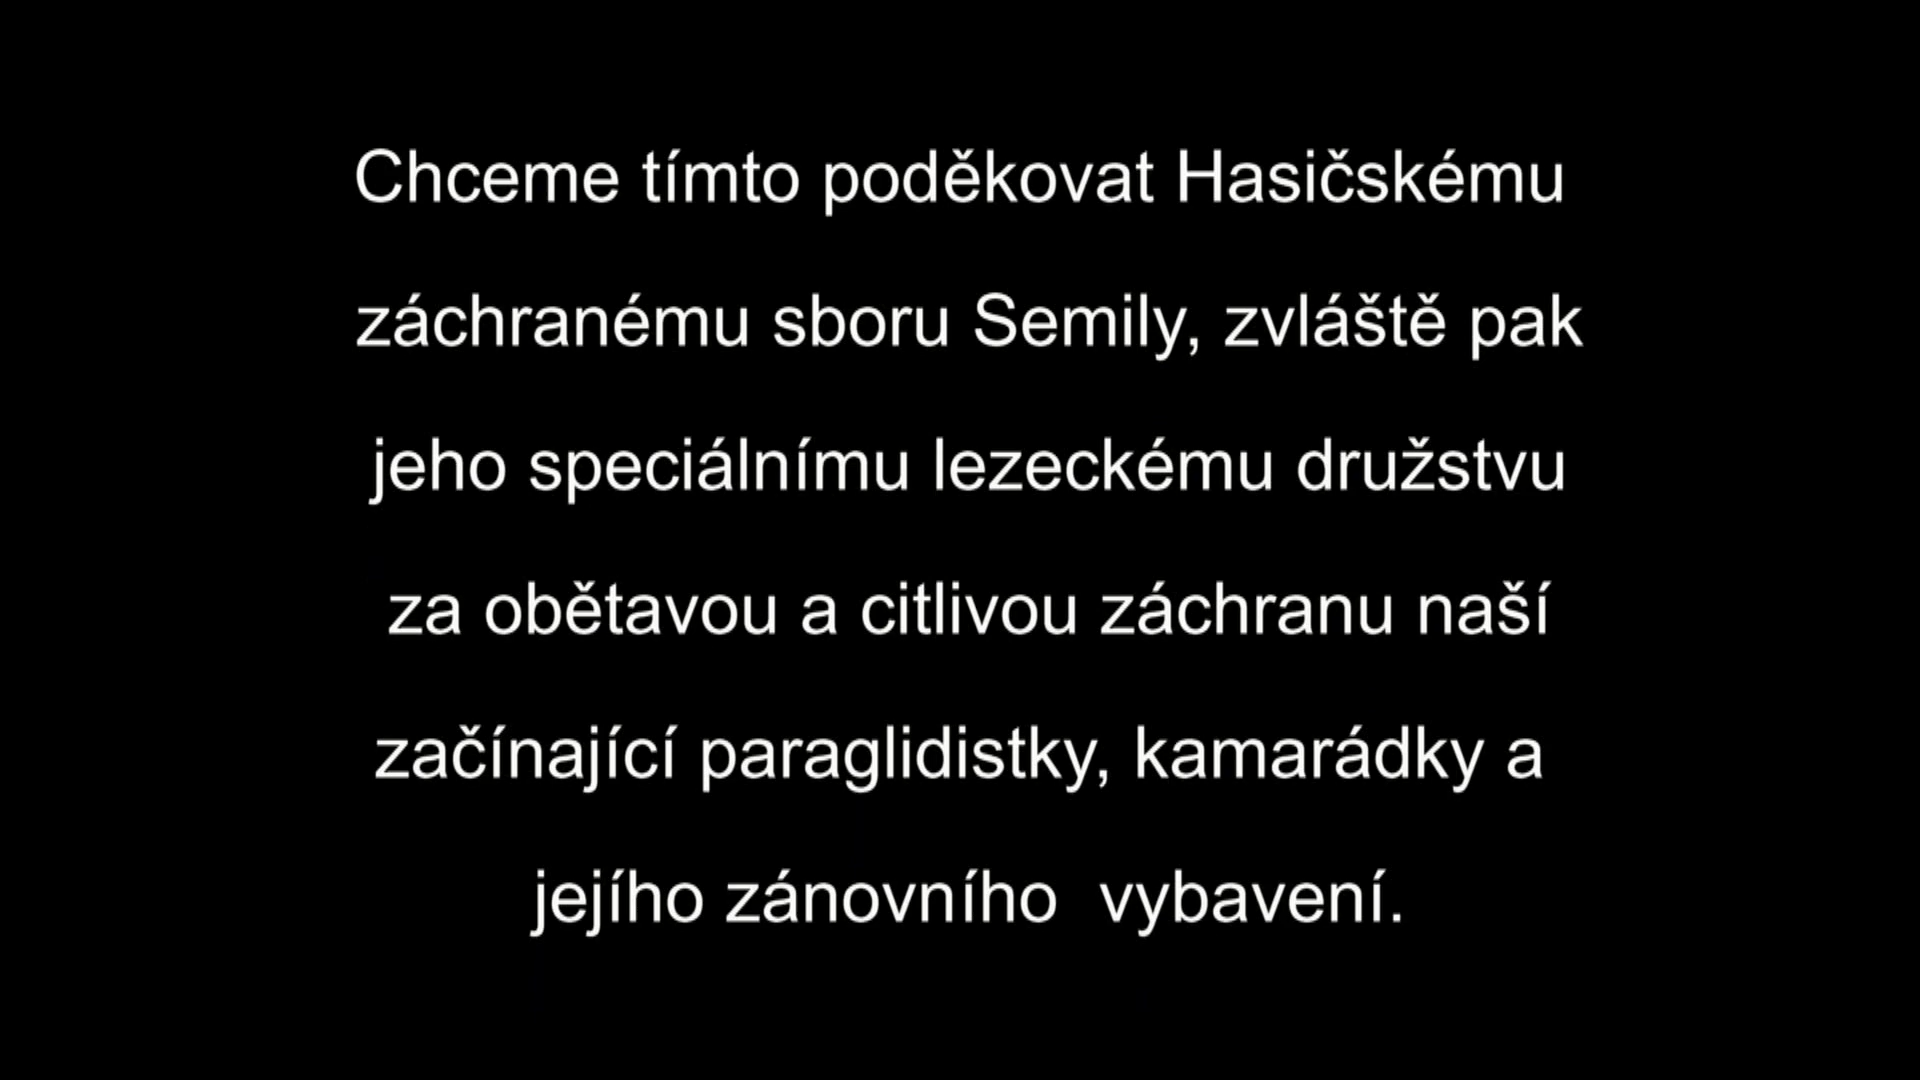 Chceme tímto poděkovat Hasičskému
záchranému sboru Semily, zvláště pak
jeho speciálnímu lezeckému družstvu
za obětavou a citlivou záchranu naší
začínající paraglidistky, kamarádky a
jejího zánovního  vybavení.